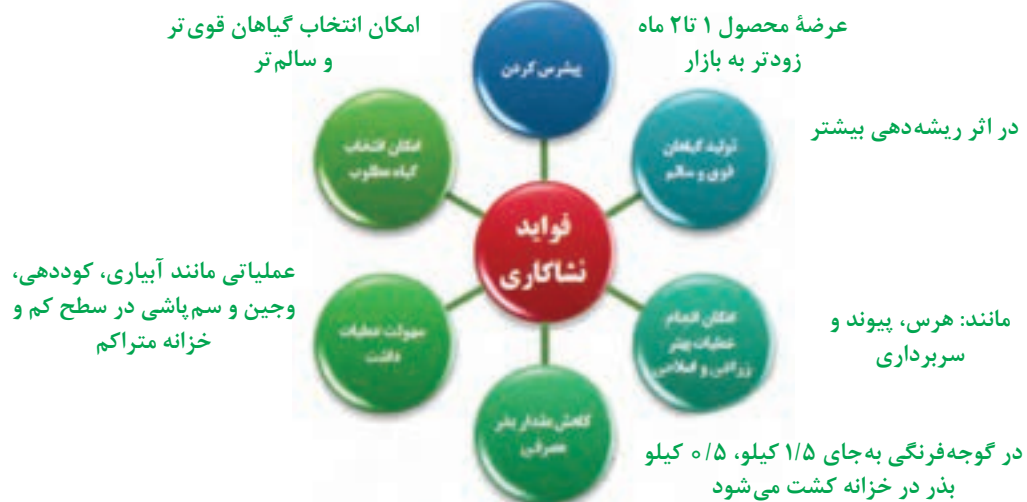 عرضهٔ محصول ۱ تا۲ ماه
زودتر به بازار
امکان انتخاب گیاهان قوی‌تر
و سالم‌تر
پیشرس کردن
در اثر ریشه‌دهی بیشتر
تولید گیاهان
قوی و سالم
امکان انتخاب
گیاه مطلوب
فواید
نشاکاری
عملیاتی مانند آبیاری، کوددهی،
وجین و سم‌پاشی در سطح کم و
خزانه متراکم
مانند: هرس، پیوند و
سربرداری
امکان انجام
عملیات بهتر
زراعی و اصلاحی
سهولت عملیات
داشت
کاهش مقدار بذر
مصرفی
در گوجه‌فرنگی به‌جای ۱/۵ کیلو، ۰/۵ کیلو
بذر در خزانه کشت می‌شود